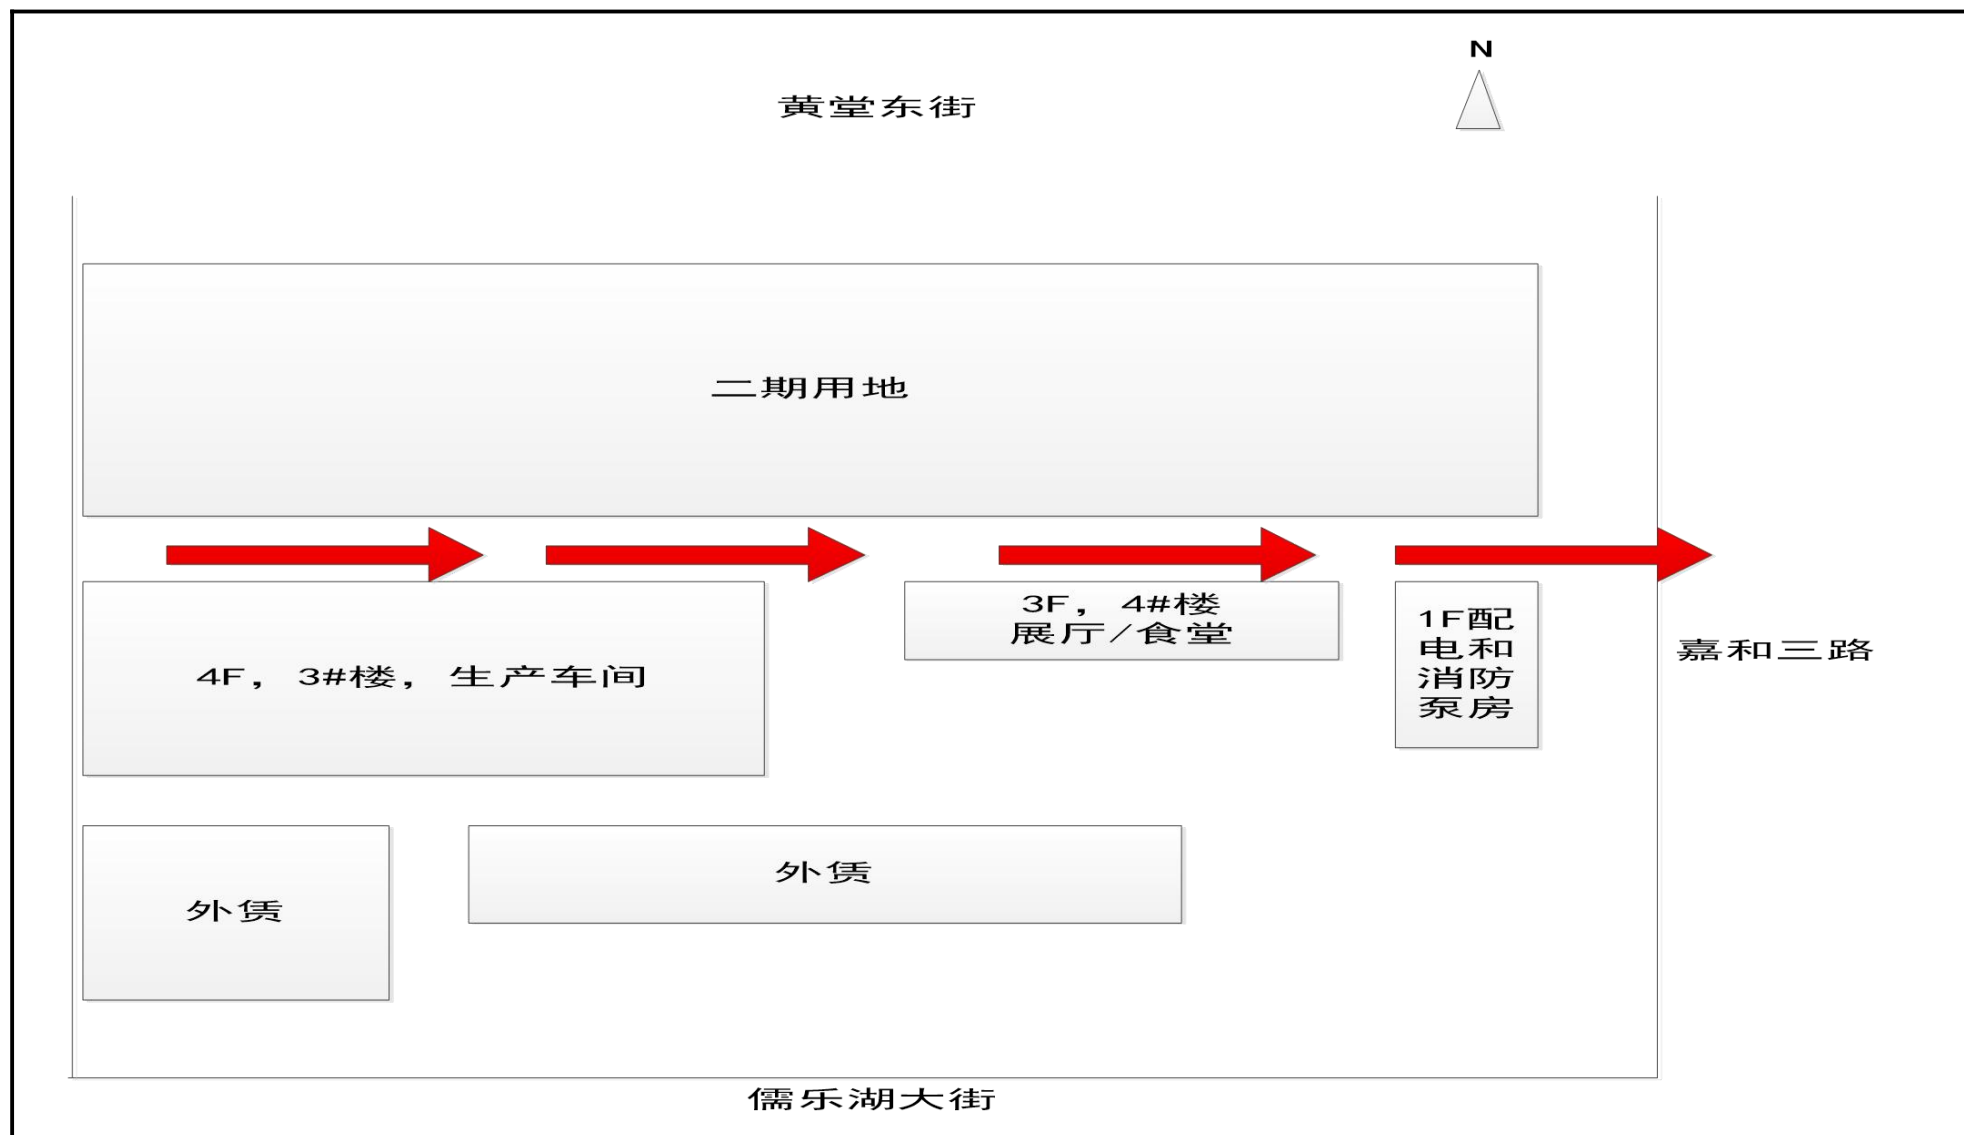 N
黄堂东街
二期用地
3F，4#楼
展厅/食堂
1F配
电和
消防
泵房
4F，3#楼，生产车间
嘉和三路
外赁
外赁
儒乐湖大街